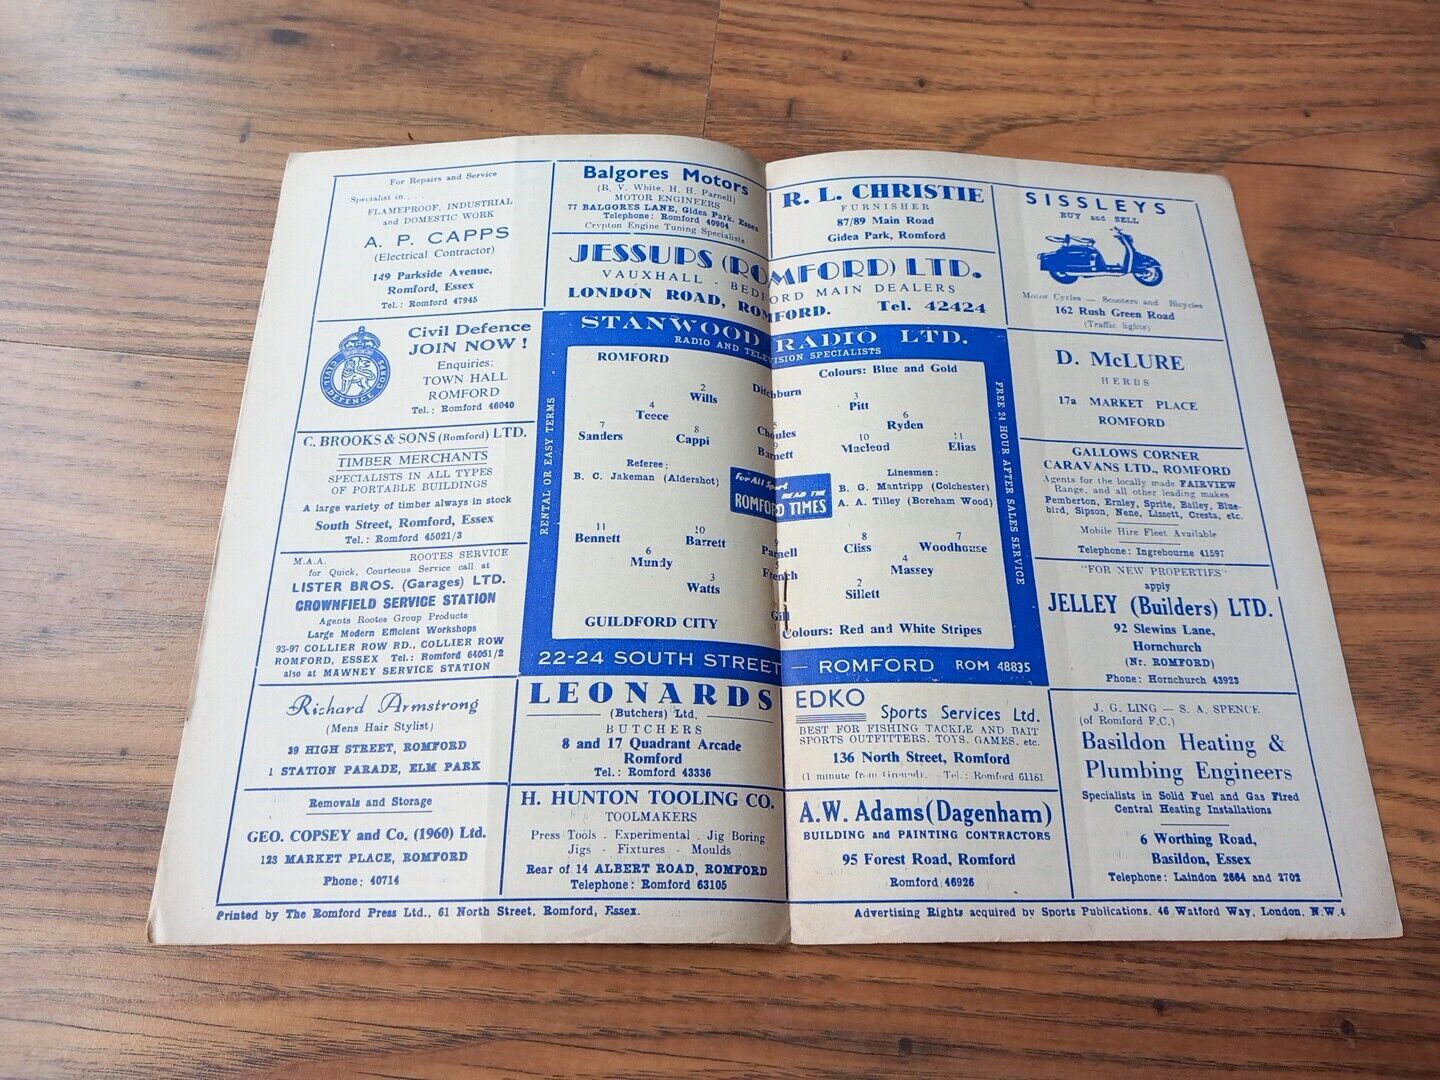 For Repairs and Service
Specialist in . . .
FLAMEPROOF, INDUSTRIAL
and DOMESTIC WORK
A. P. CAPPS
(Electrical Contractor)
149 Parkside Avenue,
Romford, Essex
Tel.: Romford 47945
Balgores Motors
(R. V. White, H. H. Parnell)
MOTOR ENGINEERS
77 BALGORES LANE, Gidea Park, Essex
Telephone: Romford 40904
Crypton Engine Tuning Specialists
R. L. CHRISTIE
FURNISHER
87/89 Main Road
Gidea Park, Romford
SISSLEYS
BUY and SELL
Motor Cycles — Scooters and Bicycles
162 Rush Green Road
(Traffic lights)
JESSUPS (ROMFORD) LTD.
VAUXHALL - BEDFORD MAIN DEALERS
LONDON ROAD, ROMFORD. Tel. 42424
Civil Defence
JOIN NOW!
Enquiries:
TOWN HALL
ROMFORD
Tel.: Romford 46040
CIVIL DEFENCE CORPS
STANWOOD RADIO LTD.
RADIO AND TELEVISION SPECIALISTS
RENTAL OR EASY TERMS
FREE 24 HOUR AFTER SALES SERVICE
ROMFORD Colours: Blue and Gold
Ditchburn
2 3
Wills Pitt
4 5 6
Teece Choules Ryden
7 8 9 10 11
Sanders Cappi Barnett Macleod Elias
Referee:
B. C. Jakeman (Aldershot)
For All Sport
READ THE
ROMFORD TIMES
Linesmen:
B. G. Mantripp (Colchester)
A. A. Tilley (Boreham Wood)
11 10 9 8 7
Bennett Barrett Parnell Cliss Woodhouse
6 5 4
Mundy French Massey
3 2
Watts Sillett
Gill
GUILDFORD CITY Colours: Red and White Stripes
22-24 SOUTH STREET — ROMFORD ROM 48835
D. McLURE
HERBS
17a MARKET PLACE
ROMFORD
C. BROOKS & SONS (Romford) LTD.
TIMBER MERCHANTS
SPECIALISTS IN ALL TYPES
OF PORTABLE BUILDINGS
A large variety of timber always in stock
South Street, Romford, Essex
Tel.: Romford 45021/3
GALLOWS CORNER
CARAVANS LTD., ROMFORD
Agents for the locally made FAIRVIEW
Range, and all other leading makes
Pemberton, Ernley, Sprite, Bailey, Blue-
bird, Sipson, Nene, Lissett, Cresta, etc.
Mobile Hire Fleet Available
Telephone: Ingrebourne 41597
M.A.A. ROOTES SERVICE
for Quick, Courteous Service call at
LISTER BROS. (Garages) LTD.
CROWNFIELD SERVICE STATION
Agents Rootes Group Products
Large Modern Efficient Workshops
93-97 COLLIER ROW RD., COLLIER ROW
ROMFORD, ESSEX Tel.: Romford 64051/2
also at MAWNEY SERVICE STATION
"FOR NEW PROPERTIES"
apply
JELLEY (Builders) LTD.
92 Slewins Lane,
Hornchurch
(Nr. ROMFORD)
Phone: Hornchurch 43923
Richard Armstrong
(Mens Hair Stylist)
39 HIGH STREET, ROMFORD
1 STATION PARADE, ELM PARK
LEONARDS
(Butchers) Ltd.
BUTCHERS
8 and 17 Quadrant Arcade
Romford
Tel.: Romford 43336
EDKO Sports Services Ltd.
BEST FOR FISHING TACKLE AND BAIT
SPORTS OUTFITTERS, TOYS, GAMES, etc.
136 North Street, Romford
(1 minute from Ground). Tel.: Romford 61161
J. G. LING — S. A. SPENCE
(of Romford F.C.)
Basildon Heating &
Plumbing Engineers
Specialists in Solid Fuel and Gas Fired
Central Heating Installations
6 Worthing Road,
Basildon, Essex
Telephone: Laindon 2664 and 2702
Removals and Storage
GEO. COPSEY and Co. (1960) Ltd.
123 MARKET PLACE, ROMFORD
Phone: 40714
H. HUNTON TOOLING CO.
TOOLMAKERS
Press Tools - Experimental - Jig Boring
Jigs - Fixtures - Moulds
Rear of 14 ALBERT ROAD, ROMFORD
Telephone: Romford 63105
A.W. Adams (Dagenham)
BUILDING and PAINTING CONTRACTORS
95 Forest Road, Romford
Romford 46926
Printed by The Romford Press Ltd., 61 North Street, Romford, Essex.
Advertising Rights acquired by Sports Publications, 46 Watford Way, London, N.W.4